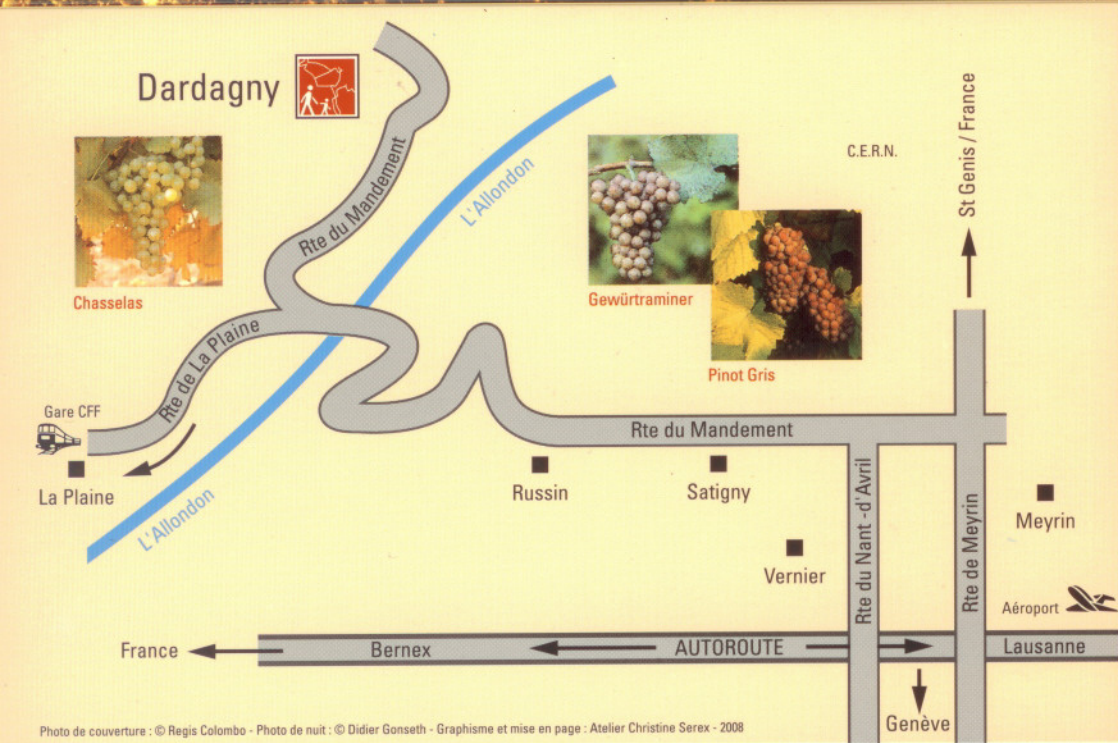 Dardagny
Rte du Mandement
L'Allondon
C.E.R.N.
St Genis / France
Chasselas
Gewürtraminer
Pinot Gris
Rte de La Plaine
Gare CFF
La Plaine
L'Allondon
Rte du Mandement
Russin
Satigny
Vernier
Rte du Nant -d'Avril
Rte de Meyrin
Meyrin
Aéroport
France
Bernex
AUTOROUTE
Lausanne
Genève
Photo de couverture : © Regis Colombo - Photo de nuit : © Didier Gonseth - Graphisme et mise en page : Atelier Christine Serex - 2008